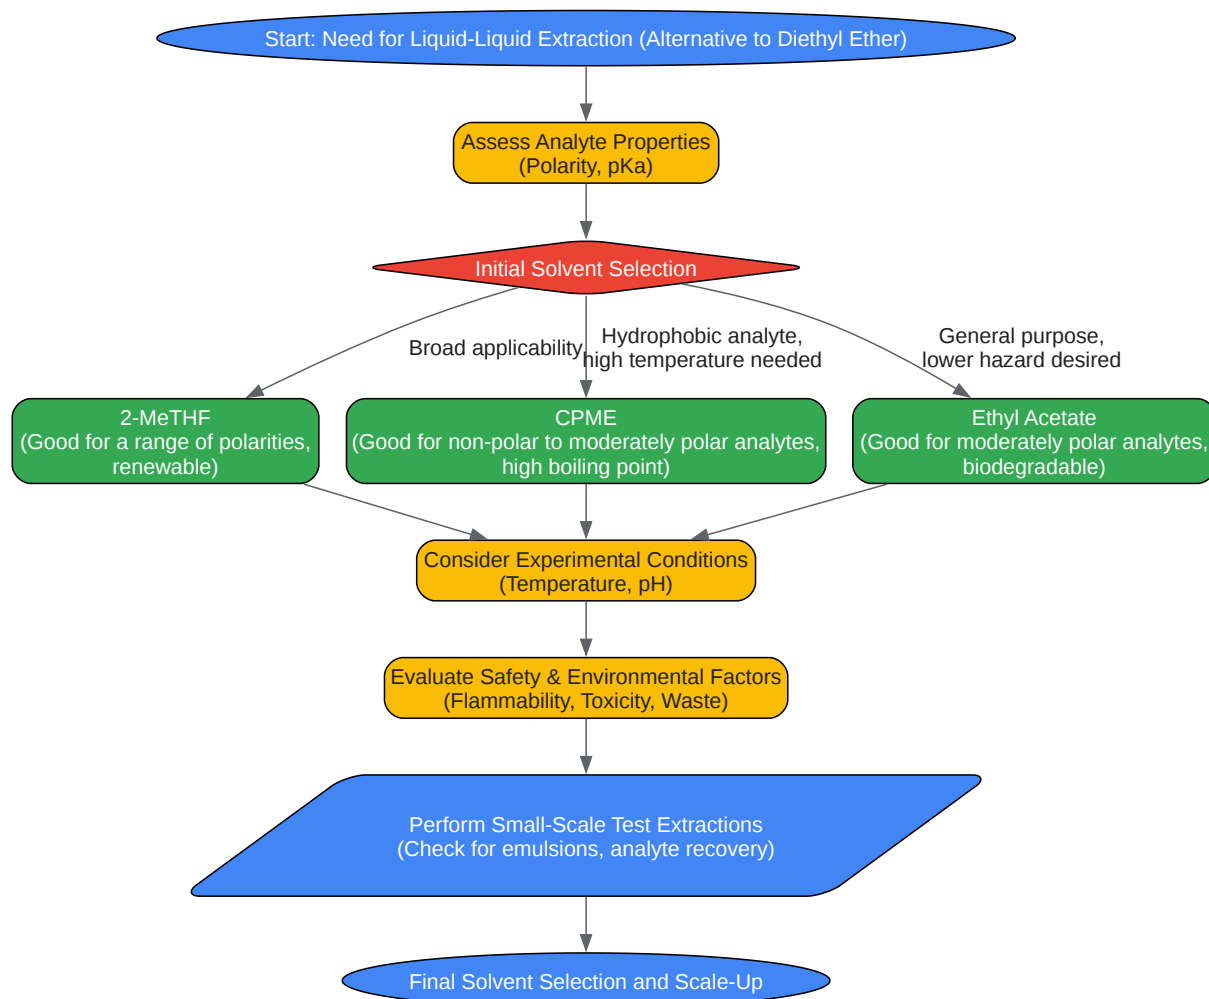 Start: Need for Liquid-Liquid Extraction (Alternative to Diethyl Ether)
Assess Analyte Properties
(Polarity, pKa)
Initial Solvent Selection
Broad applicability
Hydrophobic analyte,
high temperature needed
General purpose,
lower hazard desired
2-MeTHF
(Good for a range of polarities,
renewable)
CPME
(Good for non-polar to moderately polar analytes,
high boiling point)
Ethyl Acetate
(Good for moderately polar analytes,
biodegradable)
Consider Experimental Conditions
(Temperature, pH)
Evaluate Safety & Environmental Factors
(Flammability, Toxicity, Waste)
Perform Small-Scale Test Extractions
(Check for emulsions, analyte recovery)
Final Solvent Selection and Scale-Up